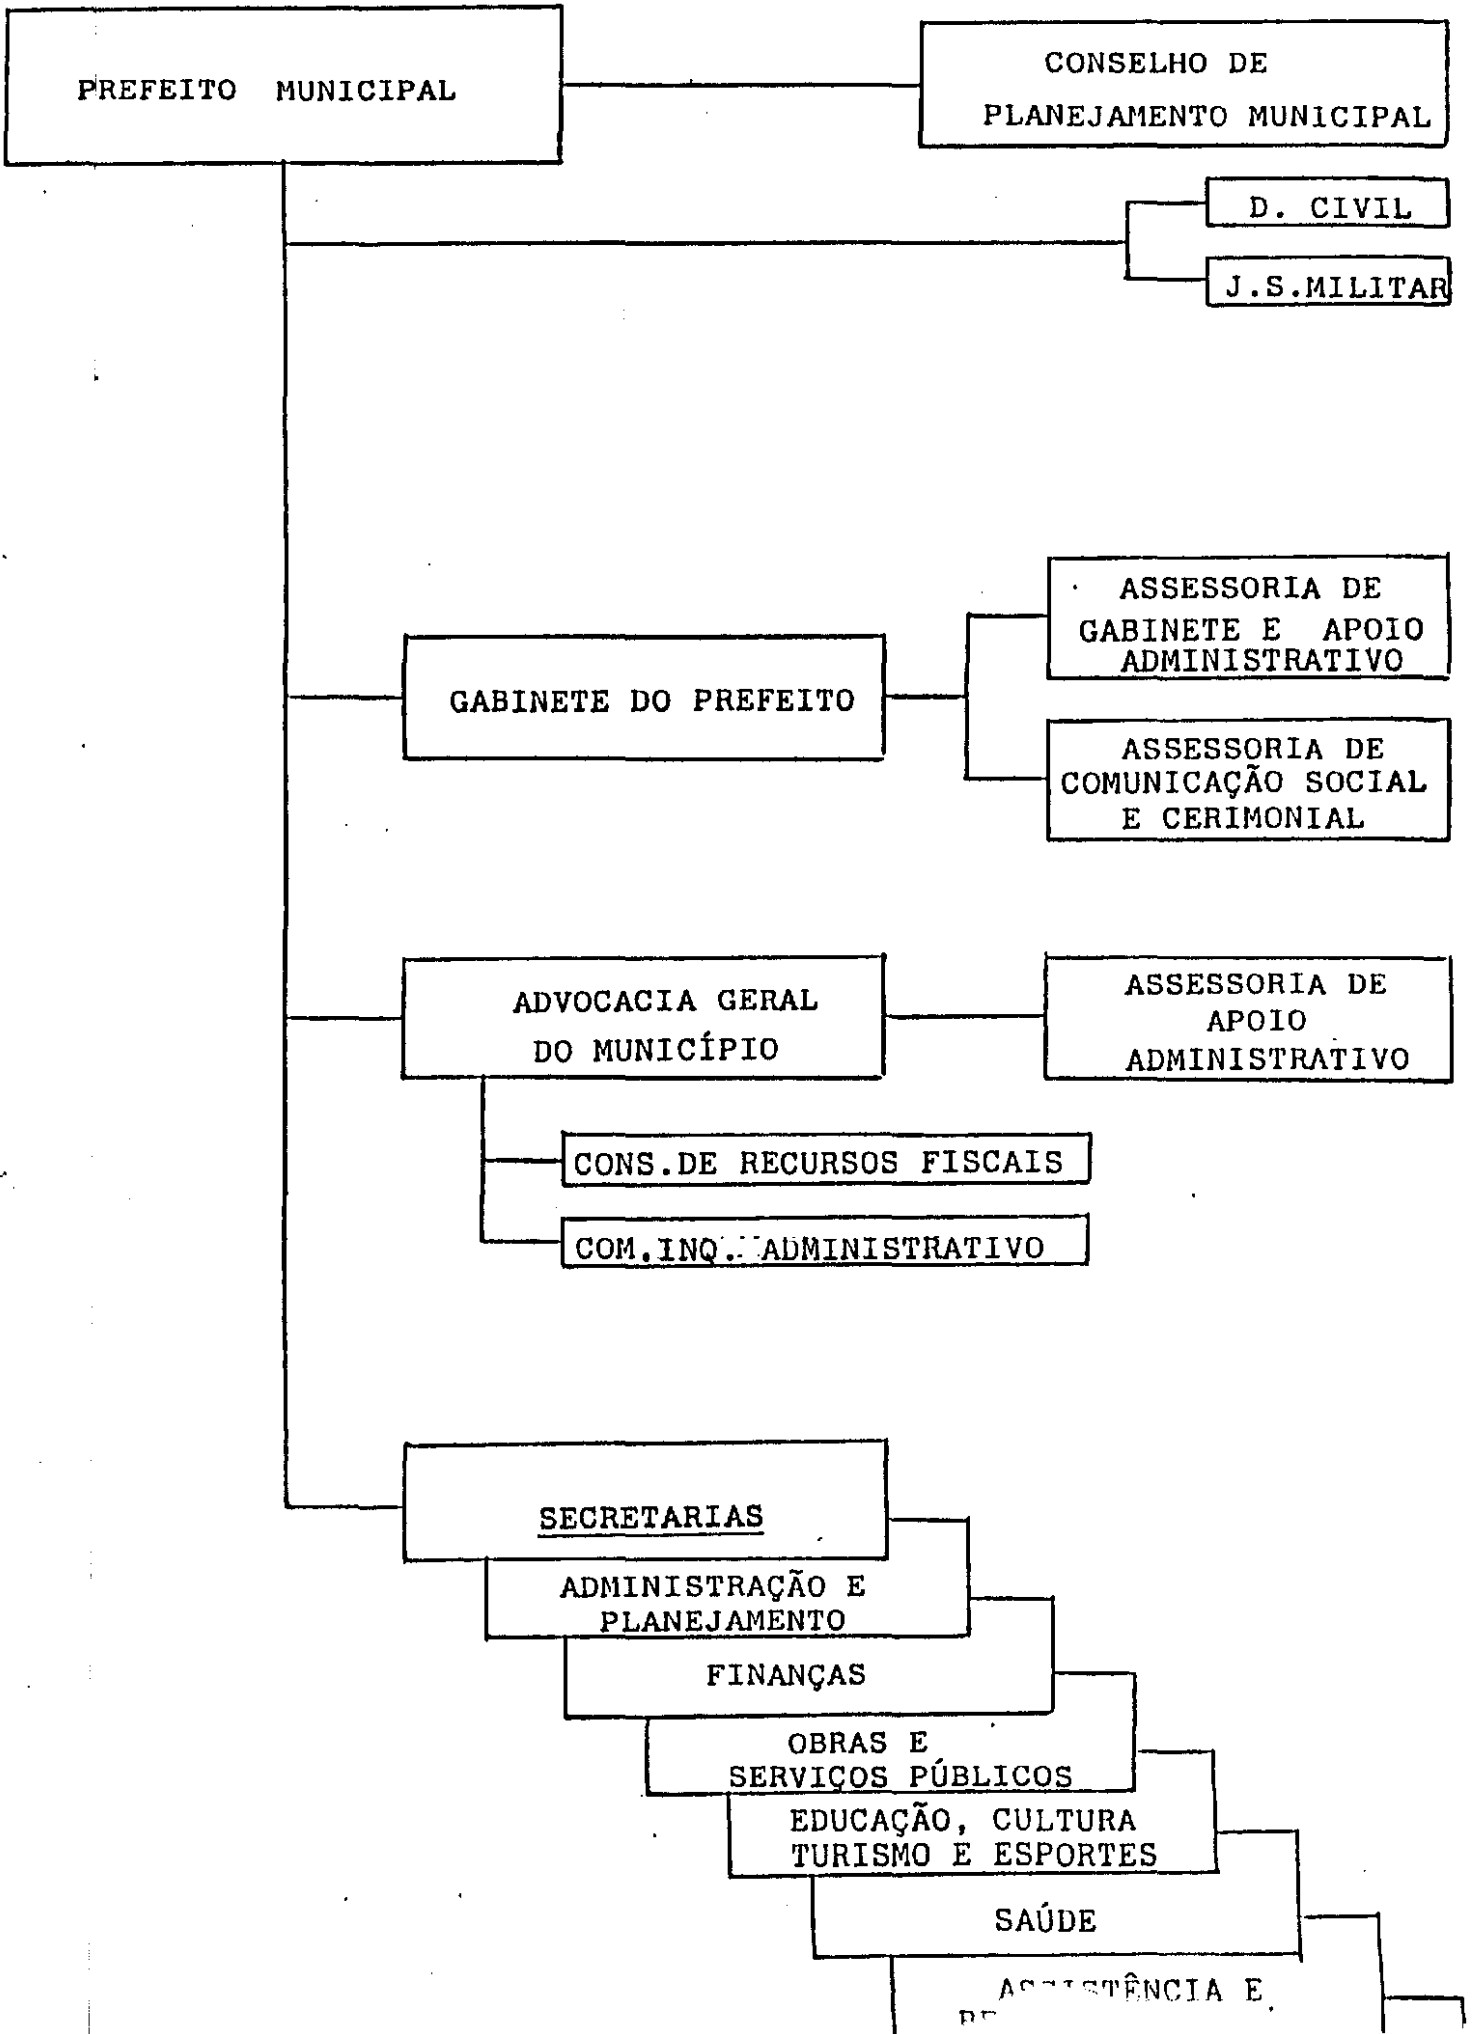 PREFEITO MUNICIPAL
CONSELHO DE
PLANEJAMENTO MUNICIPAL
D. CIVIL
J.S.MILITAR
ASSESSORIA DE
GABINETE E APOIO
ADMINISTRATIVO
GABINETE DO PREFEITO
ASSESSORIA DE
COMUNICAÇÃO SOCIAL
E CERIMONIAL
ADVOCACIA GERAL
DO MUNICÍPIO
ASSESSORIA DE
APOIO
ADMINISTRATIVO
CONS.DE RECURSOS FISCAIS
COM.INQ. ADMINISTRATIVO
SECRETARIAS
ADMINISTRAÇÃO E
PLANEJAMENTO
FINANÇAS
OBRAS E
SERVIÇOS PÚBLICOS
EDUCAÇÃO, CULTURA
TURISMO E ESPORTES
SAÚDE
ASSISTÊNCIA E